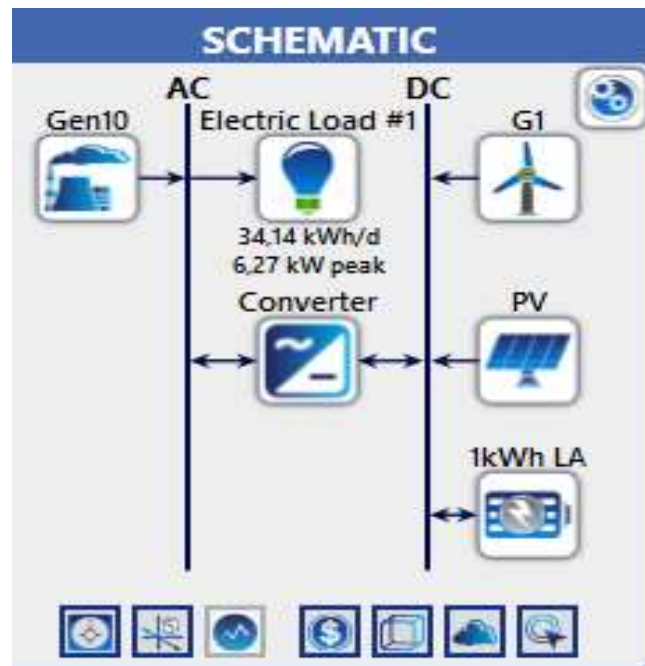 SCHEMATIC
AC DC
Gen10 Electric Load #1 G1
34,14 kWh/d
6,27 kW peak
Converter PV
1kWh LA